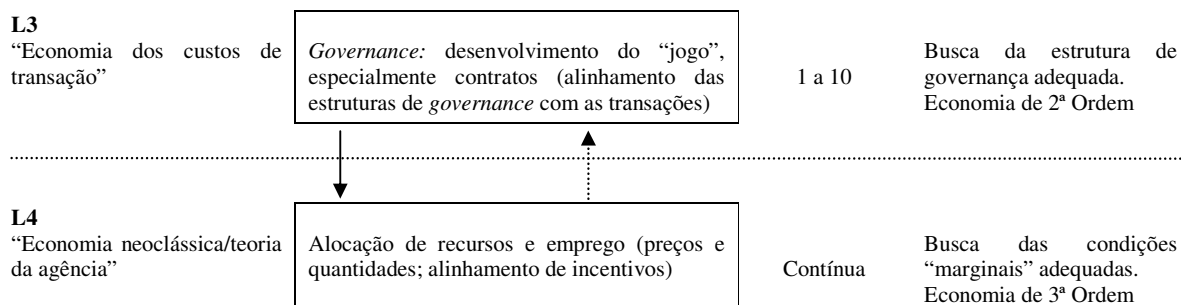 L3
“Economia dos custos de
transação”
Governance: desenvolvimento do “jogo”,
especialmente contratos (alinhamento das
estruturas de governance com as transações)
1 a 10
Busca da estrutura de
governança adequada.
Economia de 2ª Ordem
L4
“Economia neoclássica/teoria
da agência”
Alocação de recursos e emprego (preços e
quantidades; alinhamento de incentivos)
Contínua
Busca das condições
“marginais” adequadas.
Economia de 3ª Ordem